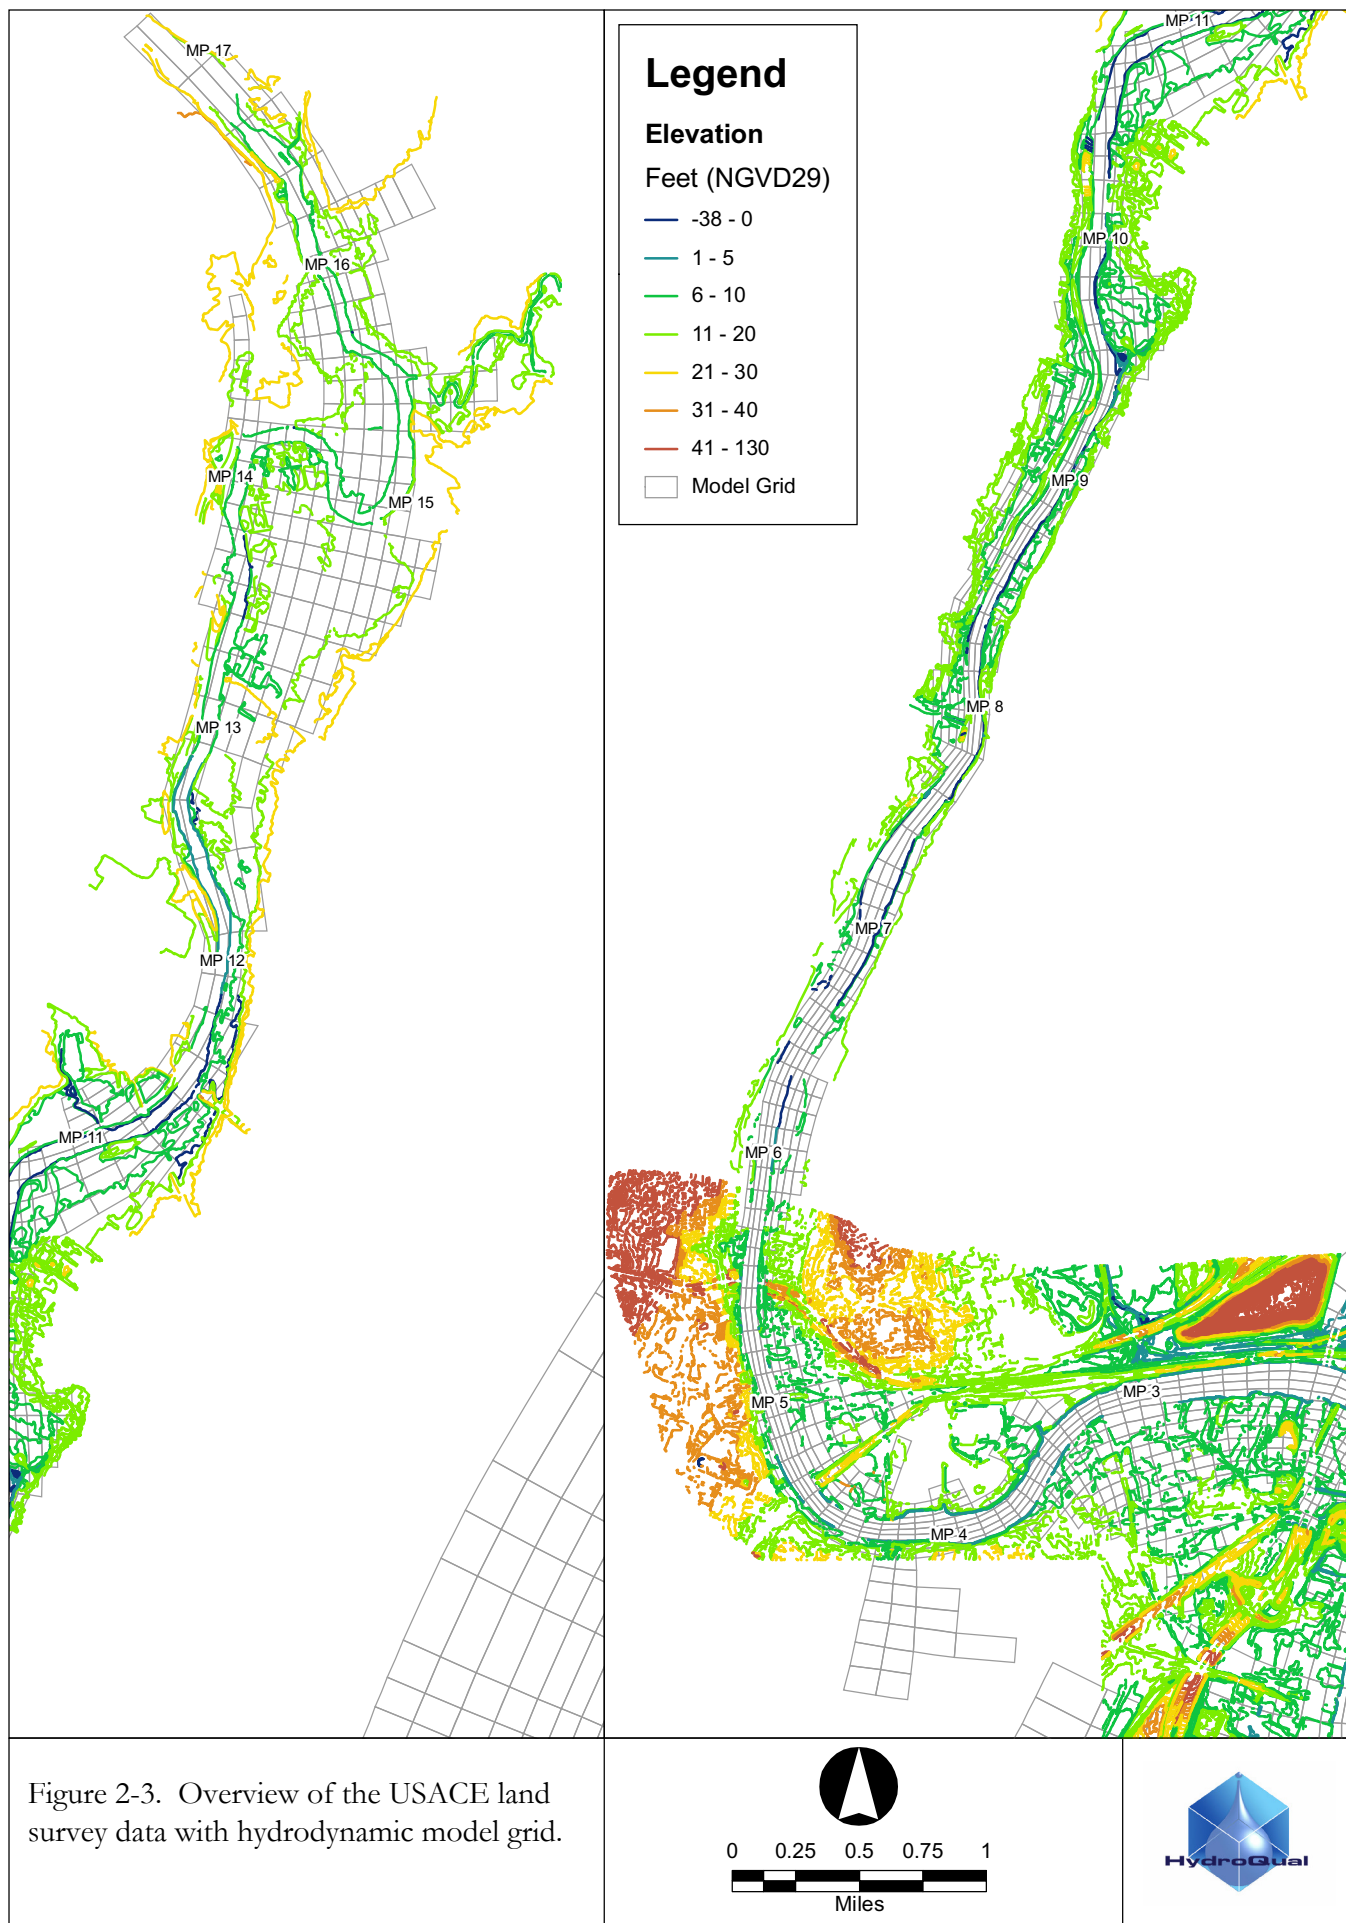 MP 17
MP 16
MP 14
MP 15
MP 13
MP 12
MP 11
Legend
Elevation
Feet (NGVD29)
-38 - 0
1 - 5
6 - 10
11 - 20
21 - 30
31 - 40
41 - 130
Model Grid
MP 11
MP 10
MP 9
MP 8
MP 7
MP 6
MP 5
MP 3
MP 4
Figure 2-3. Overview of the USACE land
survey data with hydrodynamic model grid.
0 0.25 0.5 0.75 1
Miles
HydroQual